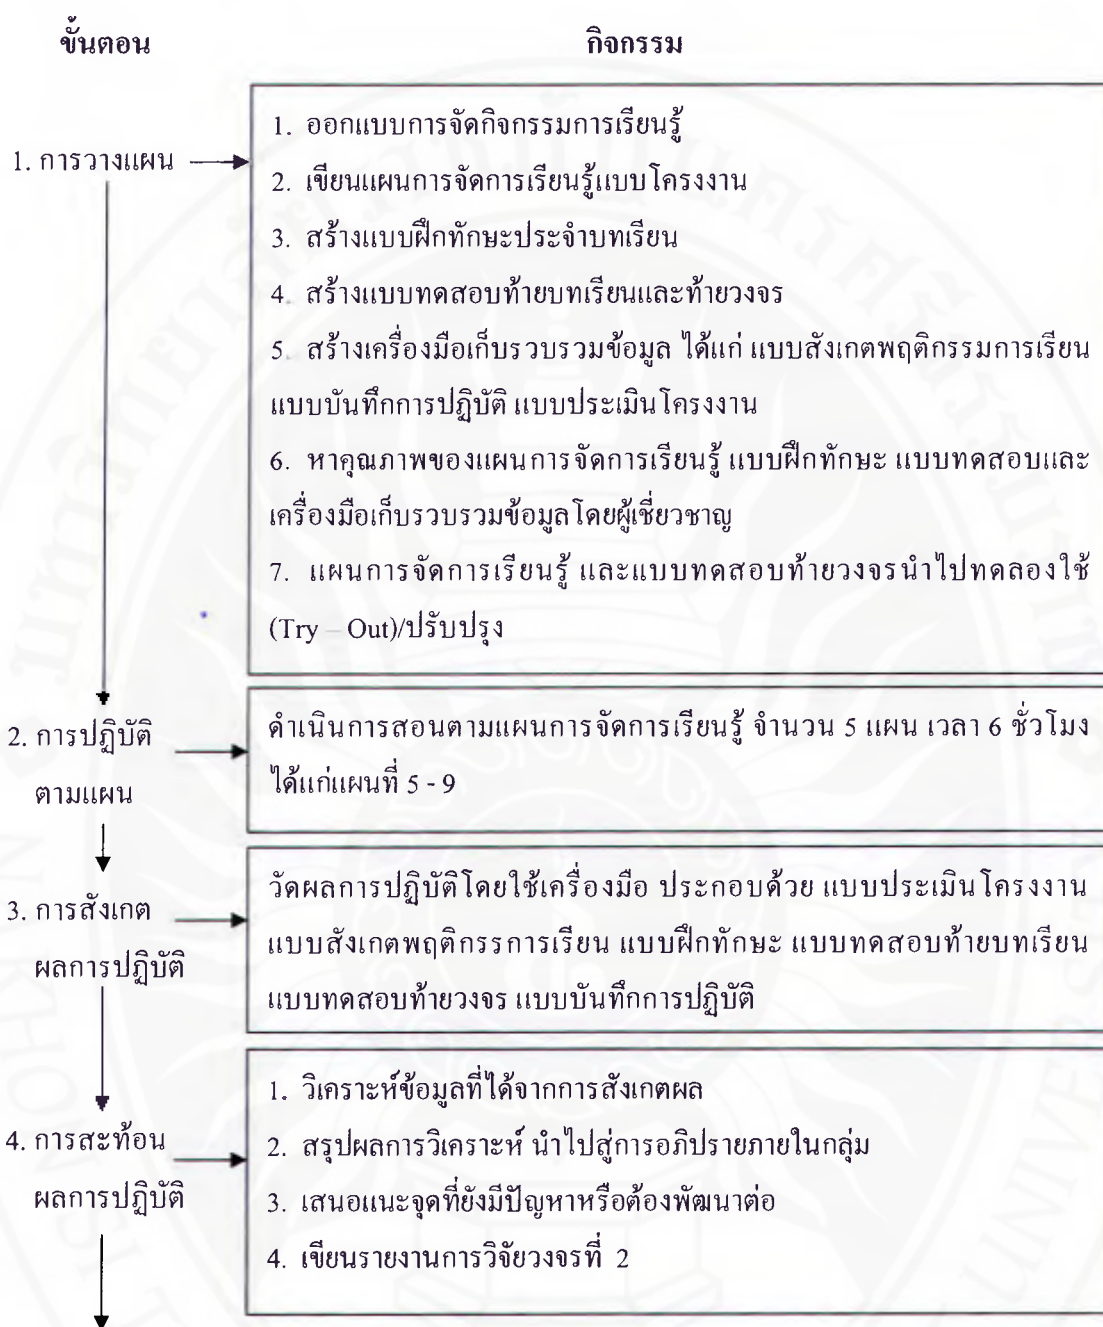 ขั้นตอน
กิจกรรม
1. การวางแผน
1. ออกแบบการจัดกิจกรรมการเรียนรู้
2. เขียนแผนการจัดการเรียนรู้แบบโครงงาน
3. สร้างแบบฝึกทักษะประจำบทเรียน
4. สร้างแบบทดสอบท้ายบทเรียนและท้ายวงจร
5. สร้างเครื่องมือเก็บรวบรวมข้อมูล ได้แก่ แบบสังเกตพฤติกรรมการเรียน
แบบบันทึกการปฏิบัติ แบบประเมินโครงงาน
6. หาคุณภาพของแผนการจัดการเรียนรู้ แบบฝึกทักษะ แบบทดสอบและ
เครื่องมือเก็บรวบรวมข้อมูลโดยผู้เชี่ยวชาญ
7. แผนการจัดการเรียนรู้ และแบบทดสอบท้ายวงจรนำไปทดลองใช้
(Try – Out)/ปรับปรุง
2. การปฏิบัติ
ตามแผน
ดำเนินการสอนตามแผนการจัดการเรียนรู้ จำนวน 5 แผน เวลา 6 ชั่วโมง
ได้แก่แผนที่ 5 - 9
3. การสังเกต
ผลการปฏิบัติ
วัดผลการปฏิบัติโดยใช้เครื่องมือ ประกอบด้วย แบบประเมินโครงงาน
แบบสังเกตพฤติกรรการเรียน แบบฝึกทักษะ แบบทดสอบท้ายบทเรียน
แบบทดสอบท้ายวงจร แบบบันทึกการปฏิบัติ
4. การสะท้อน
ผลการปฏิบัติ
1. วิเคราะห์ข้อมูลที่ได้จากการสังเกตผล
2. สรุปผลการวิเคราะห์ นำไปสู่การอภิปรายภายในกลุ่ม
3. เสนอแนะจุดที่ยังมีปัญหาหรือต้องพัฒนาต่อ
4. เขียนรายงานการวิจัยวงจรที่ 2